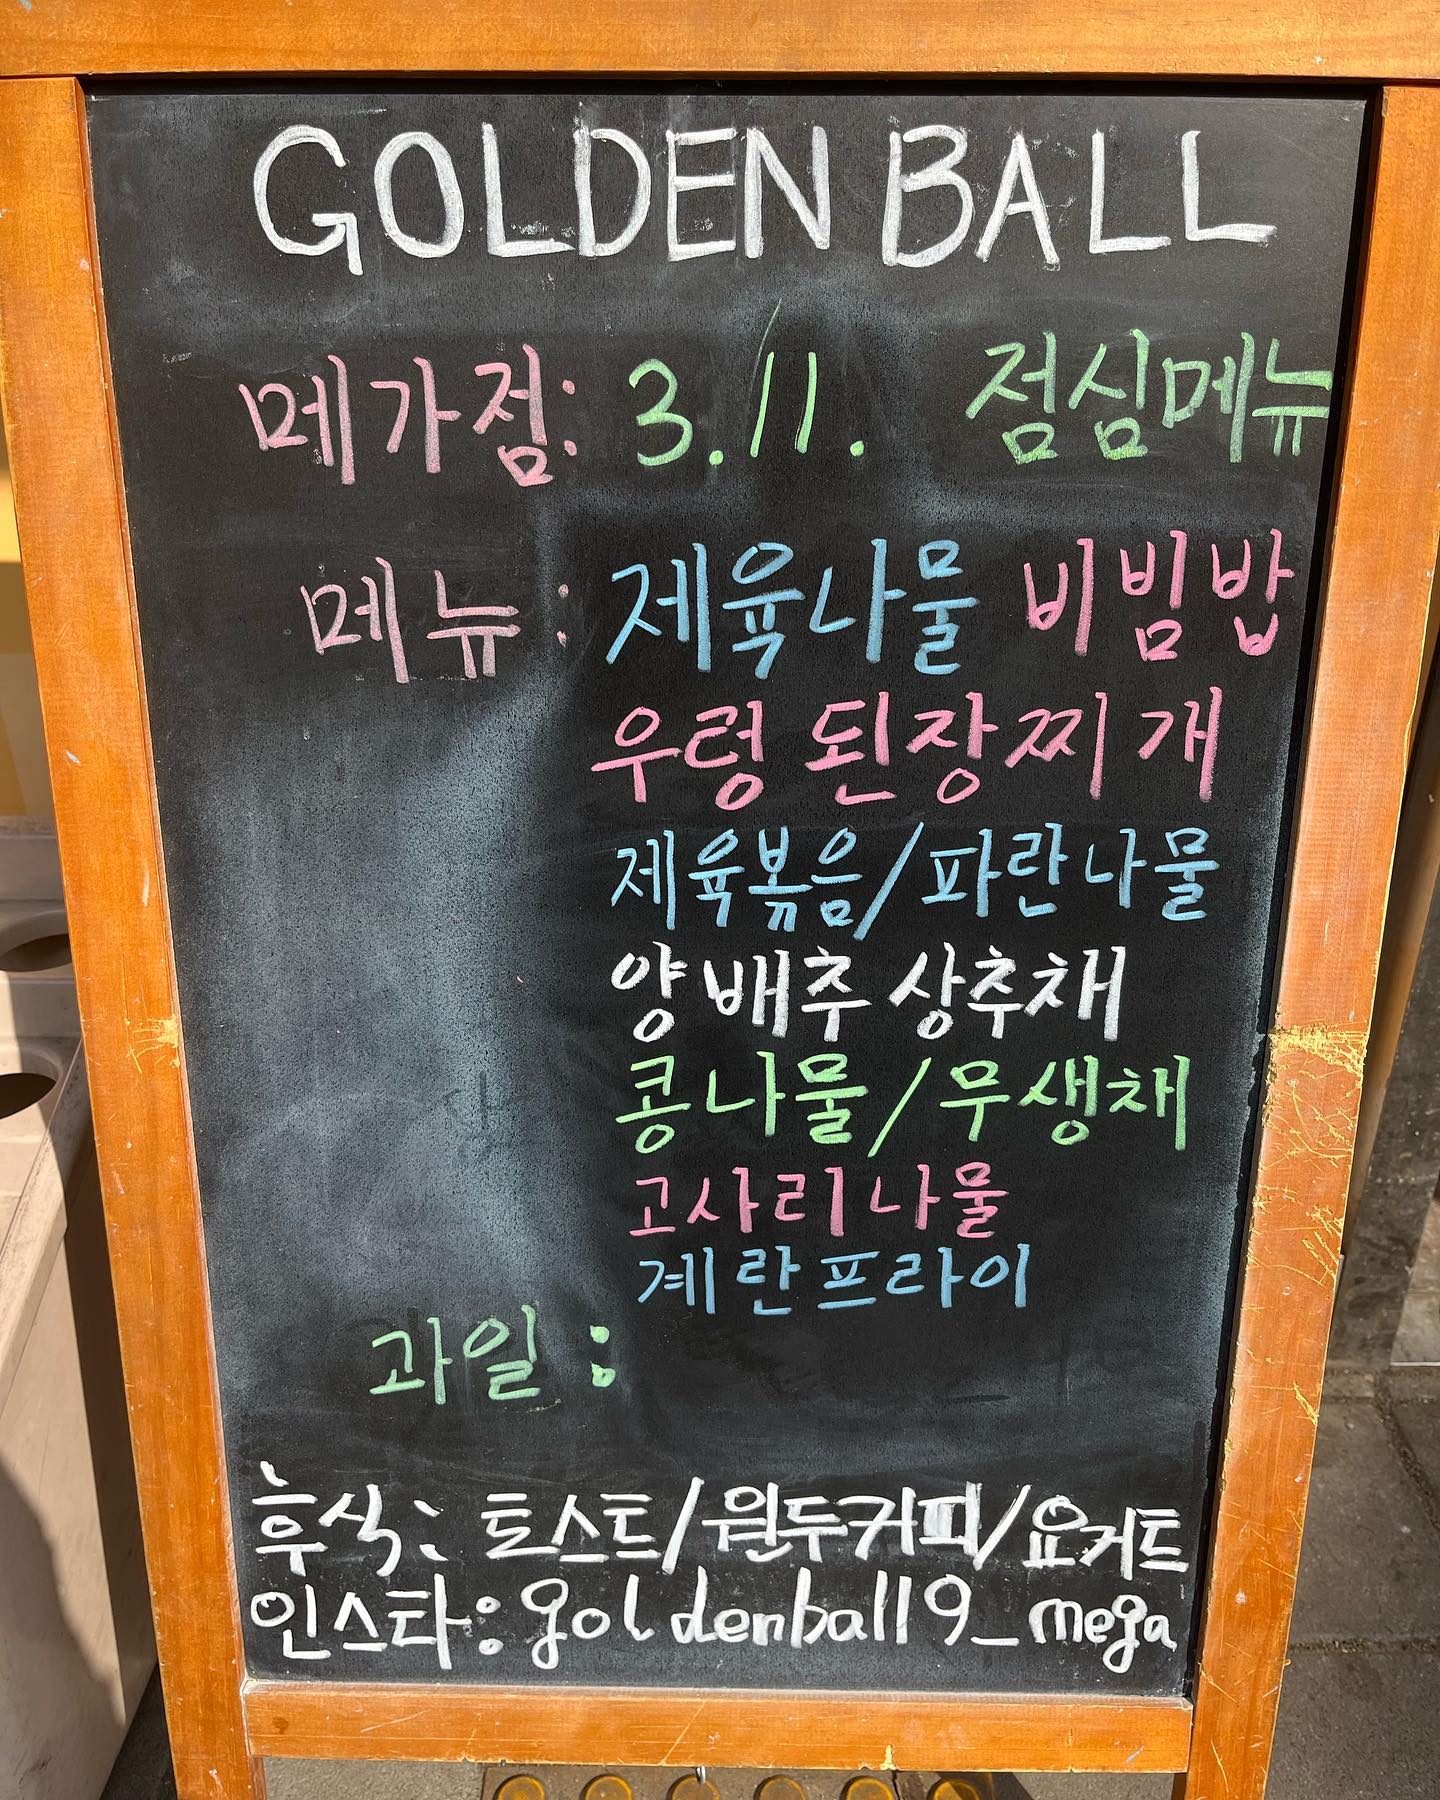 GOLDEN BALL
메가점: 3.11. 점심메뉴
메뉴: 제육나물 비빔밥
우렁 된장찌개
제육볶음/파란나물
양배추 상추채
콩나물/무생채
고사리나물
계란프라이
과일:
후식: 토스트/원두커피/요거트
인스타: goldenball9_mega